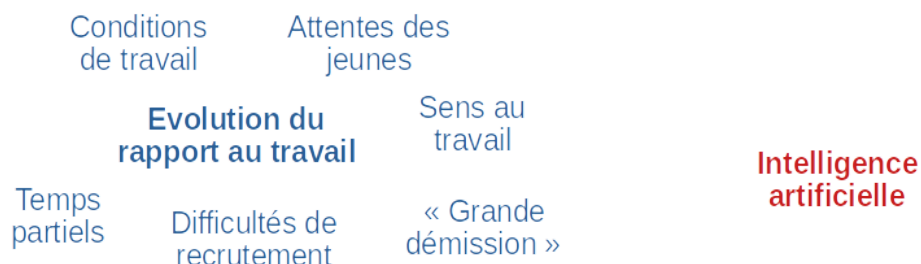 Conditions
de travail
Attentes des
jeunes
Evolution du
rapport au travail
Sens au
travail
Intelligence
artificielle
Temps
partiels
Difficultés de
recrutement
« Grande
démission »